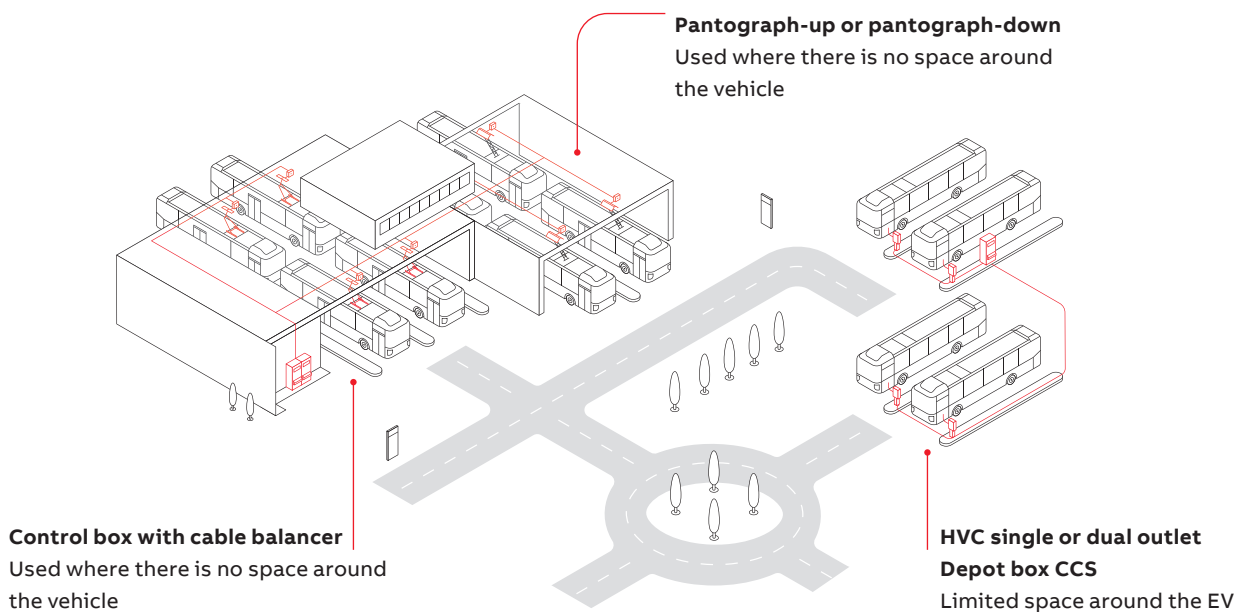 Pantograph-up or pantograph-down
Used where there is no space around
the vehicle
Control box with cable balancer
Used where there is no space around
the vehicle
HVC single or dual outlet
Depot box CCS
Limited space around the EV